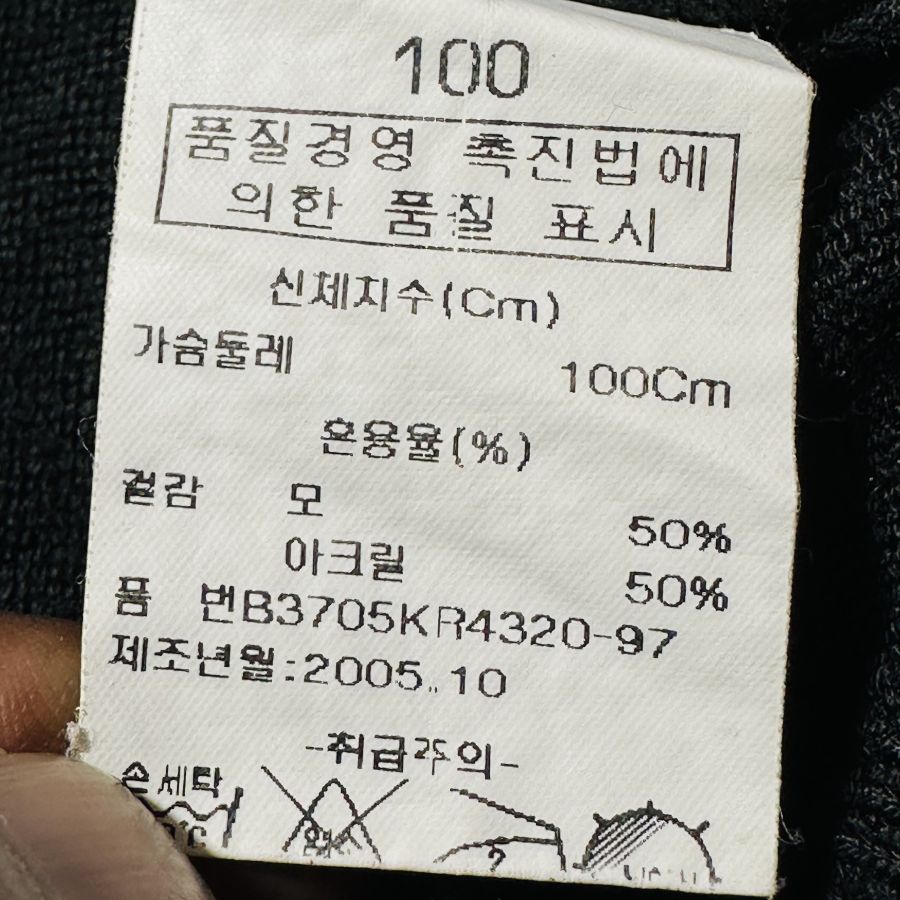 100
품질경영 촉진법에
의한 품질 표시
신체치수(Cm)
가슴둘레 100Cm
혼용율(%)
겉감 모 50%
아크릴 50%
품 번B3705KR4320-97
제조년월:2005..10
-취급주의-
손세탁